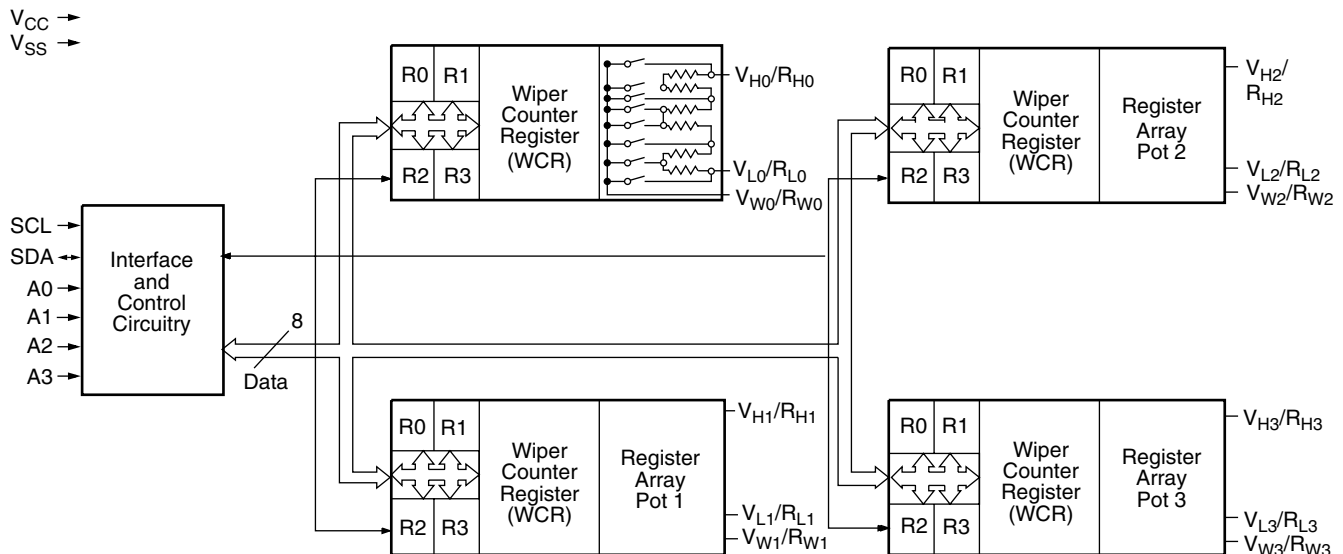 VCC
VSS
R0 R1
R2 R3
Wiper
Counter
Register
(WCR)
VH0/RH0
VL0/RL0
VW0/RW0
R0 R1
R2 R3
Wiper
Counter
Register
(WCR)
Register
Array
Pot 2
VH2/
RH2
VL2/RL2
VW2/RW2
SCL
SDA
A0
A1
A2
A3
Interface
and
Control
Circuitry
8
Data
R0 R1
R2 R3
Wiper
Counter
Register
(WCR)
Register
Array
Pot 1
VH1/RH1
VL1/RL1
VW1/RW1
R0 R1
R2 R3
Wiper
Counter
Register
(WCR)
Register
Array
Pot 3
VH3/RH3
VL3/RL3
VW3/RW3